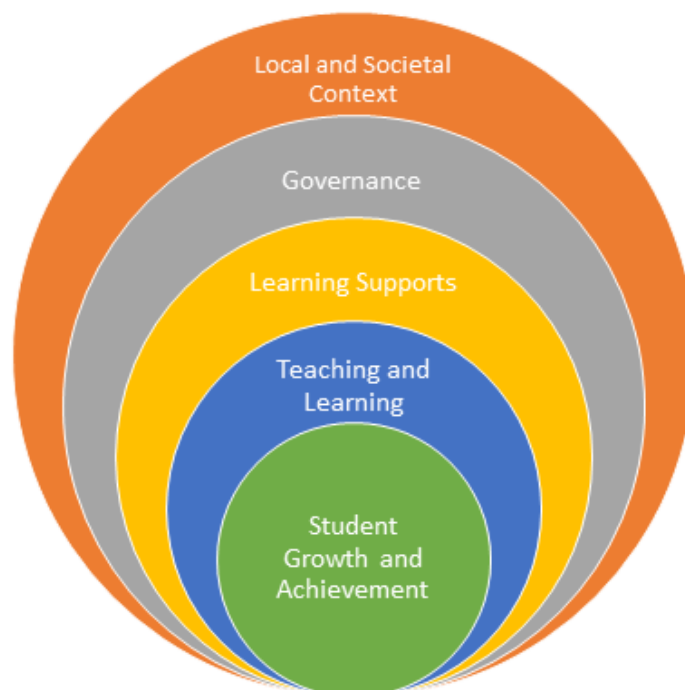 Local and Societal
Context
Governance
Learning Supports
Teaching and
Learning
Student
Growth and
Achievement